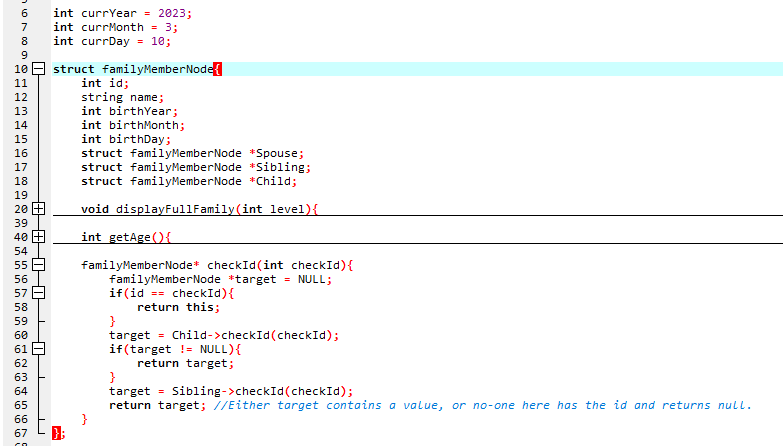 6 int currYear = 2023;
7 int currMonth = 3;
8 int currDay = 10;
9
10 struct familyMemberNode{
11 int id;
12 string name;
13 int birthYear;
14 int birthMonth;
15 int birthDay;
16 struct familyMemberNode *Spouse;
17 struct familyMemberNode *Sibling;
18 struct familyMemberNode *Child;
19
20 void displayFullFamily(int level){
39
40 int getAge(){
54
55 familyMemberNode* checkId(int checkId){
56 familyMemberNode *target = NULL;
57 if(id == checkId){
58 return this;
59 }
60 target = Child->checkId(checkId);
61 if(target != NULL){
62 return target;
63 }
64 target = Sibling->checkId(checkId);
65 return target; //Either target contains a value, or no-one here has the id and returns null.
66 }
67 };